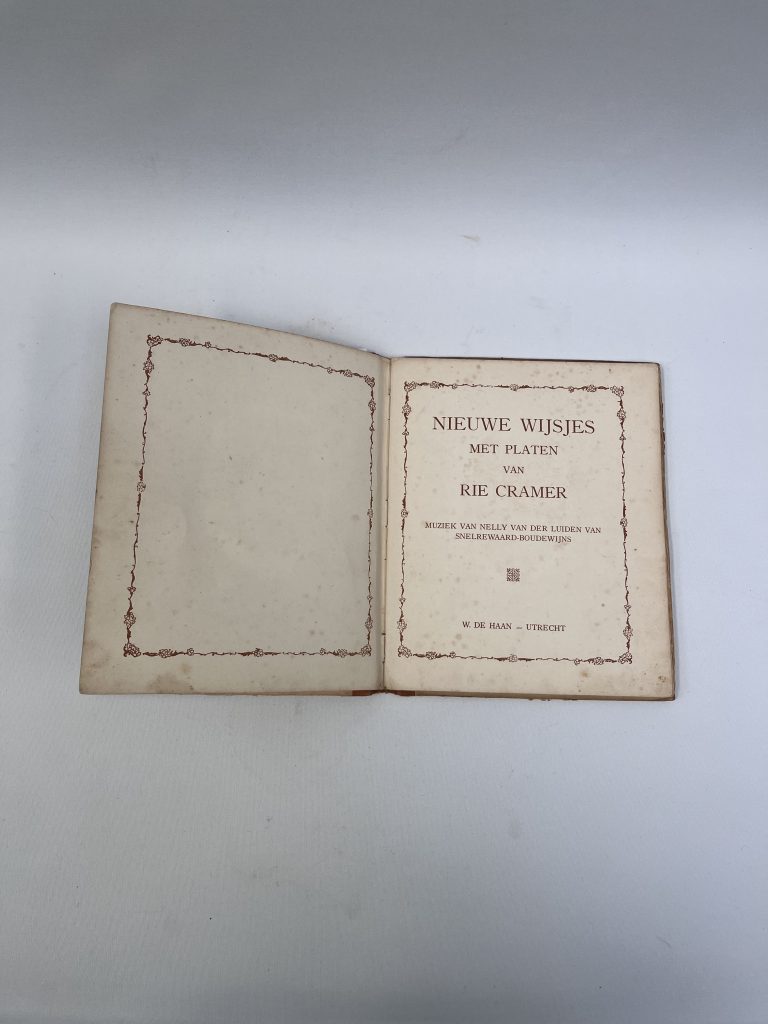 NIEUWE WIJSJES
MET PLATEN
VAN
RIE CRAMER
MUZIEK VAN NELLY VAN DER LUIDEN VAN
SNELREWAARD-BOUDEWIJNS
W. DE HAAN — UTRECHT